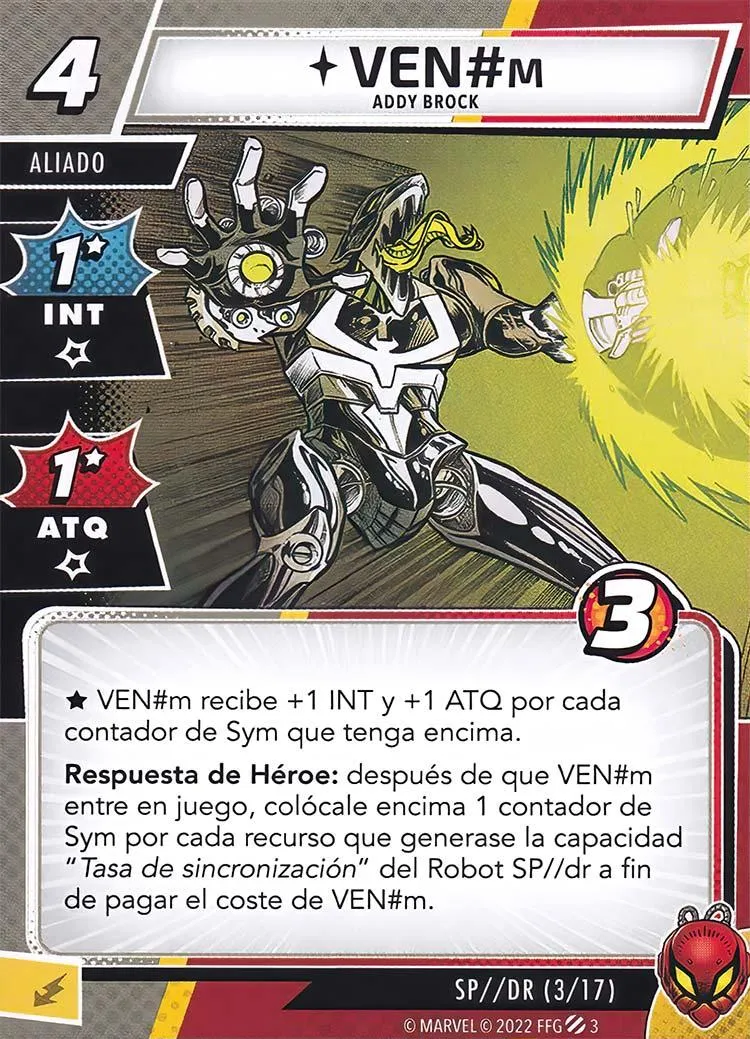 4
VEN#m
ADDY BROCK
ALIADO
1★
INT
1★
ATQ
3
★ VEN#m recibe +1 INT y +1 ATQ por cada
contador de Sym que tenga encima.
Respuesta de Héroe: después de que VEN#m
entre en juego, colócale encima 1 contador de
Sym por cada recurso que generase la capacidad
“Tasa de sincronización” del Robot SP//dr a fin
de pagar el coste de VEN#m.
SP//DR (3/17)
© MARVEL © 2022 FFG 3